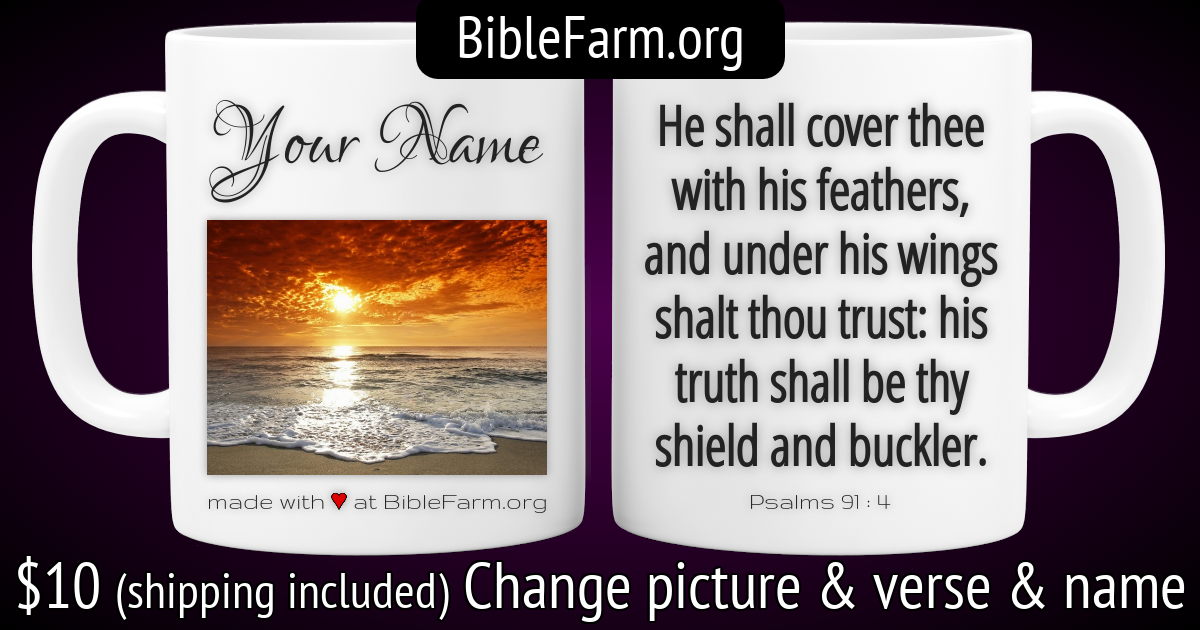 BibleFarm.org
Your Name
made with ♥ at BibleFarm.org
He shall cover thee
with his feathers,
and under his wings
shalt thou trust: his
truth shall be thy
shield and buckler.
Psalms 91 : 4
$10 (shipping included) Change picture & verse & name